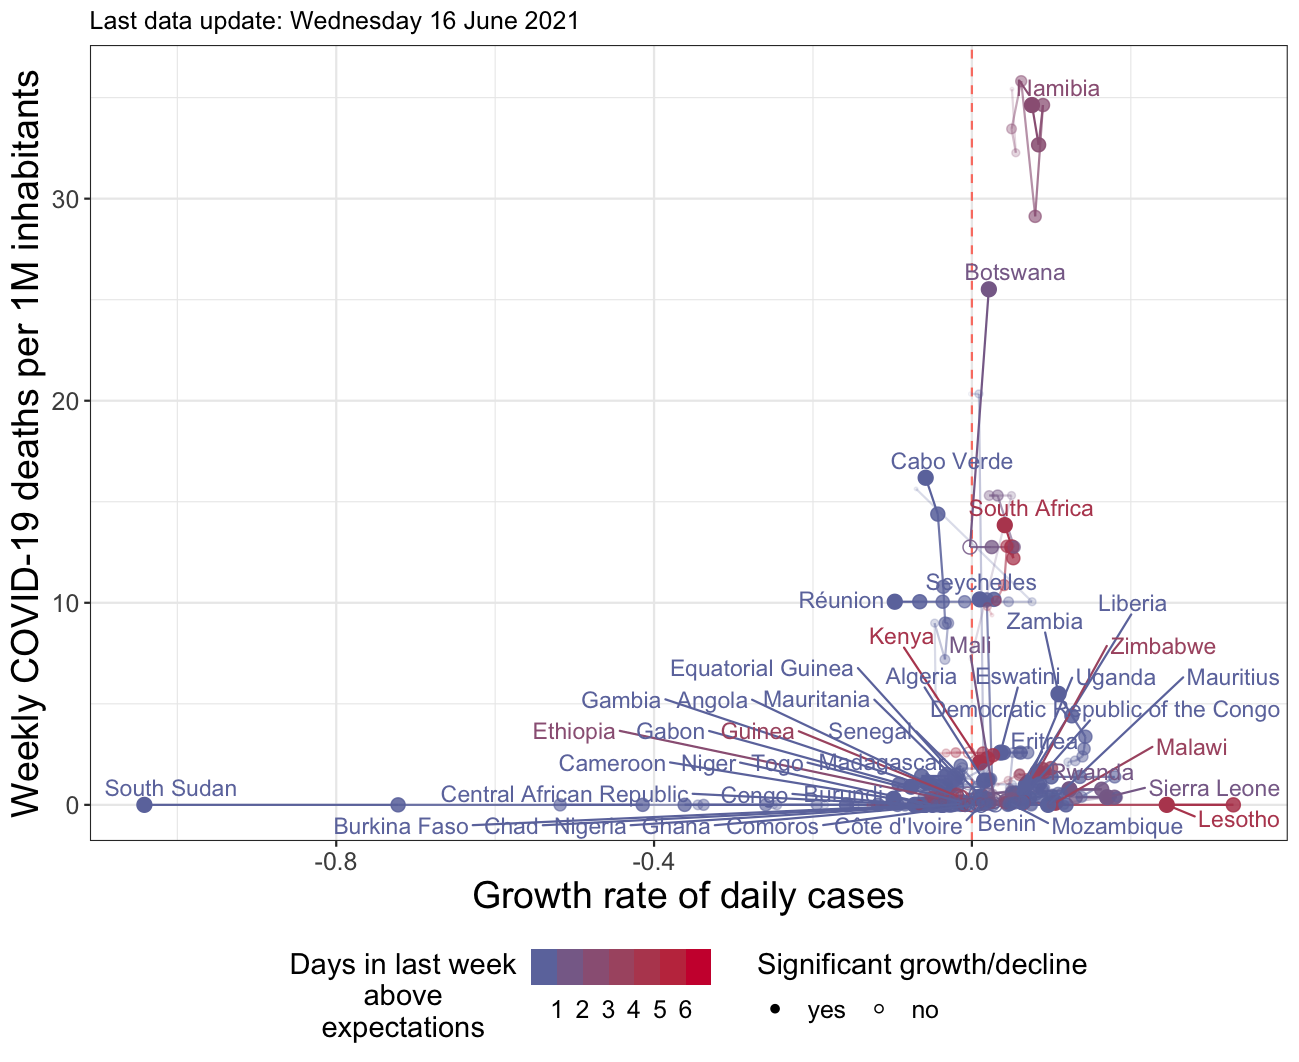 Last data update: Wednesday 16 June 2021
Weekly COVID-19 deaths per 1M inhabitants
30
20
10
0
Namibia
Botswana
Cabo Verde
South Africa
Seychelles
Réunion
Liberia
Zambia
Kenya
Mali
Zimbabwe
Equatorial Guinea
Algeria
Eswatini
Uganda
Mauritius
Gambia
Angola
Mauritania
Democratic Republic of the Congo
Ethiopia
Gabon
Guinea
Senegal
Eritrea
Malawi
Cameroon
Niger
Togo
Madagascar
Rwanda
South Sudan
Central African Republic
Congo
Burundi
Sierra Leone
Burkina Faso
Chad
Nigeria
Ghana
Comoros
Côte d'Ivoire
Benin
Mozambique
Lesotho
-0.8
-0.4
0.0
Growth rate of daily cases
Days in last week
above
expectations
1 2 3 4 5 6
Significant growth/decline
yes
no